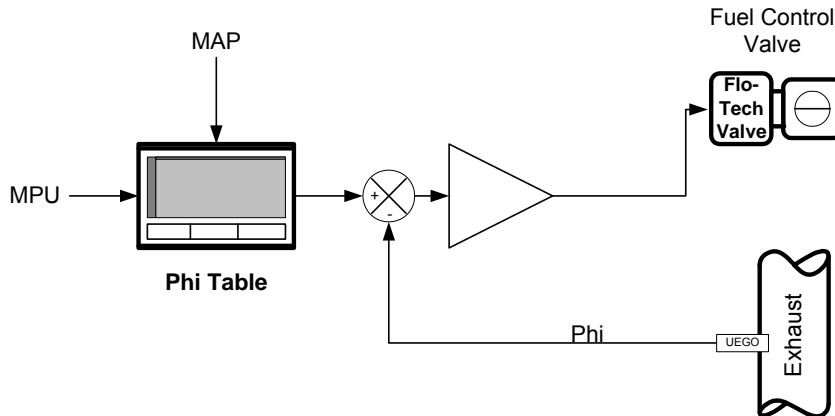 Fuel Control
Valve
MAP
Flo-
Tech
Valve
MPU
+
-
Phi Table
Phi
UEGO
Exhaust